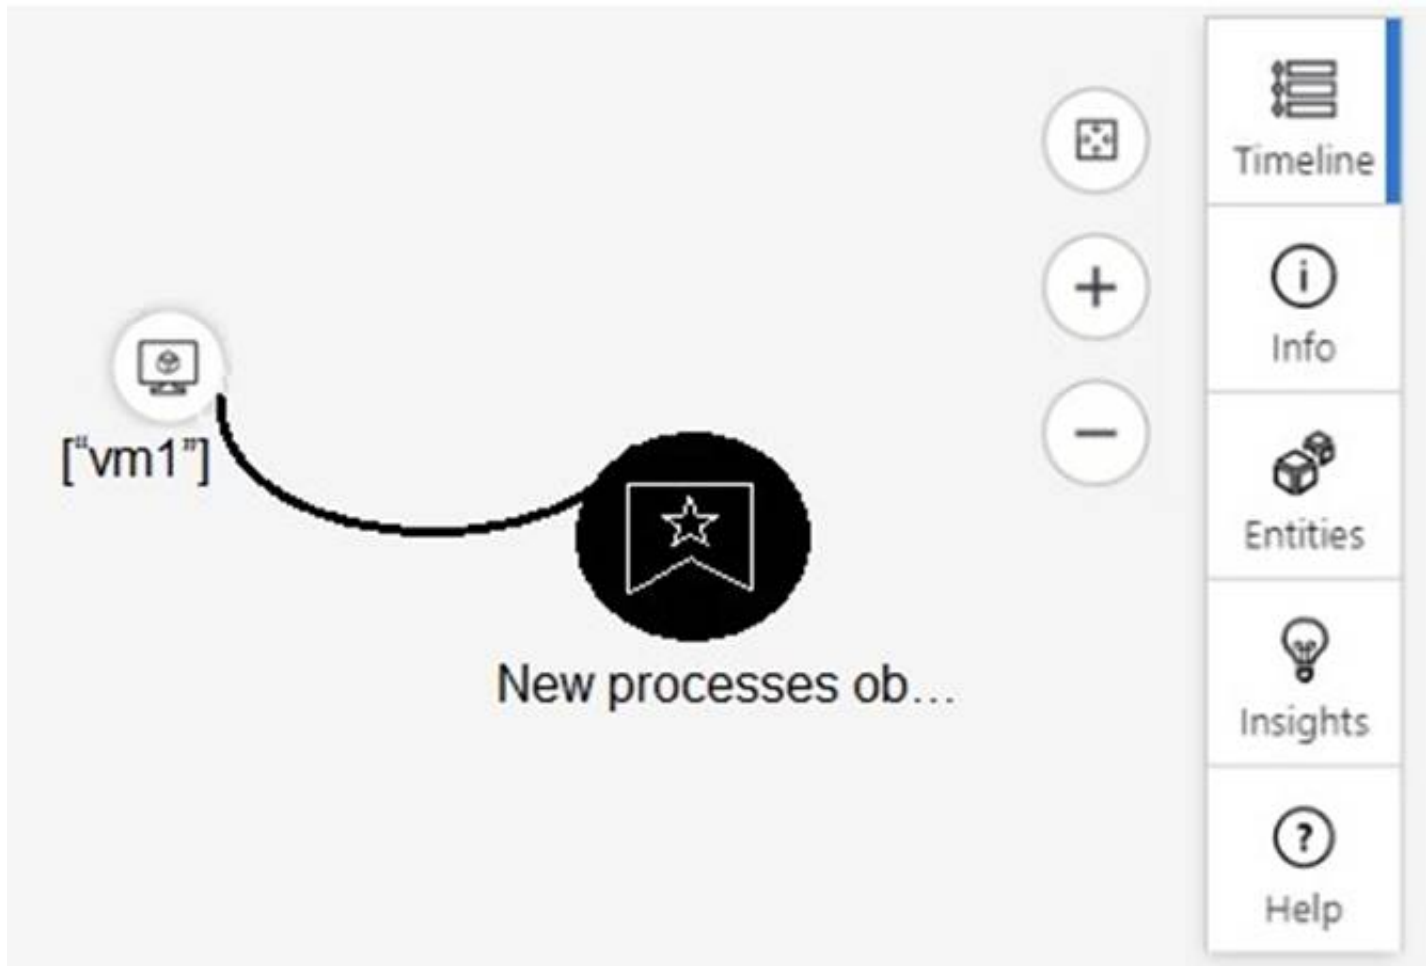 Timeline
Info
["vm1"]
Entities
New processes ob...
Insights
Help